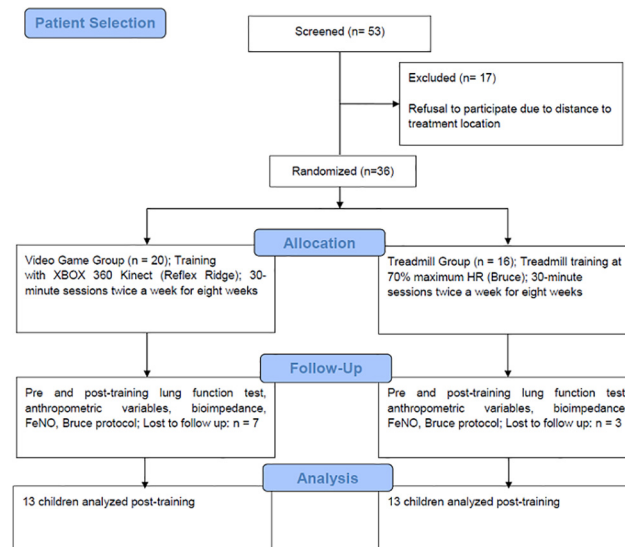 Patient Selection
Screened (n= 53)
Excluded (n= 17)
Refusal to participate due to distance to
treatment location
Randomized (n=36)
Allocation
Video Game Group (n = 20); Training
with XBOX 360 Kinect (Reflex Ridge); 30-
minute sessions twice a week for eight weeks
Treadmill Group (n = 16); Treadmill training at
70% maximum HR (Bruce); 30-minute
sessions twice a week for eight weeks
Follow-Up
Pre and post-training lung function test,
anthropometric variables, bioimpedance,
FeNO, Bruce protocol; Lost to follow up: n = 7
Pre and post-training lung function test,
anthropometric variables, bioimpedance,
FeNO, Bruce protocol; Lost to follow up: n = 3
Analysis
13 children analyzed post-training
13 children analyzed post-training